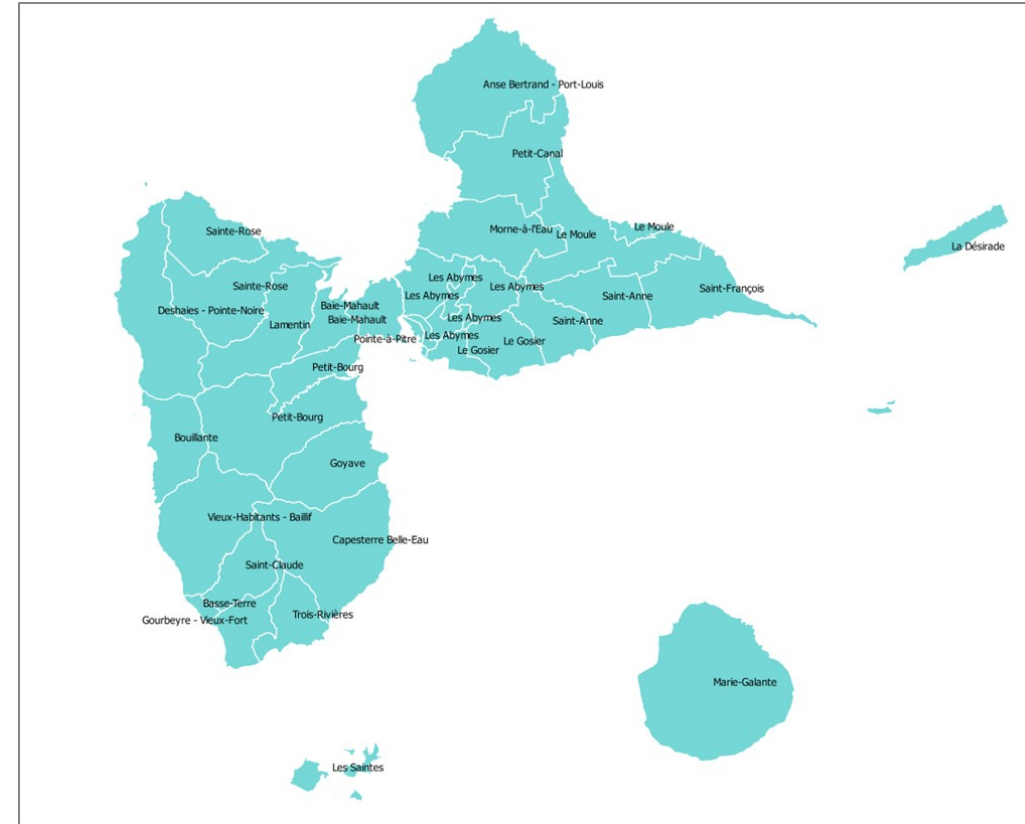 Anse Bertrand - Port-Louis
Petit-Canal
Morne-à-l'Eau
Le Moule
Le Moule
Sainte-Rose
La Désirade
Les Abymes
Sainte-Rose
Les Abymes
Saint-François
Les Abymes
Saint-Anne
Baie-Mahault
Deshaies - Pointe-Noire
Les Abymes
Baie-Mahault
Saint-Anne
Lamentin
Les Abymes
Pointe-à-Pitre
Le Gosier
Le Gosier
Petit-Bourg
Petit-Bourg
Bouillante
Goyave
Vieux-Habitants - Baillif
Capesterre Belle-Eau
Saint-Claude
Basse-Terre
Trois-Rivières
Gourbeyre - Vieux-Fort
Marie-Galante
Les Saintes